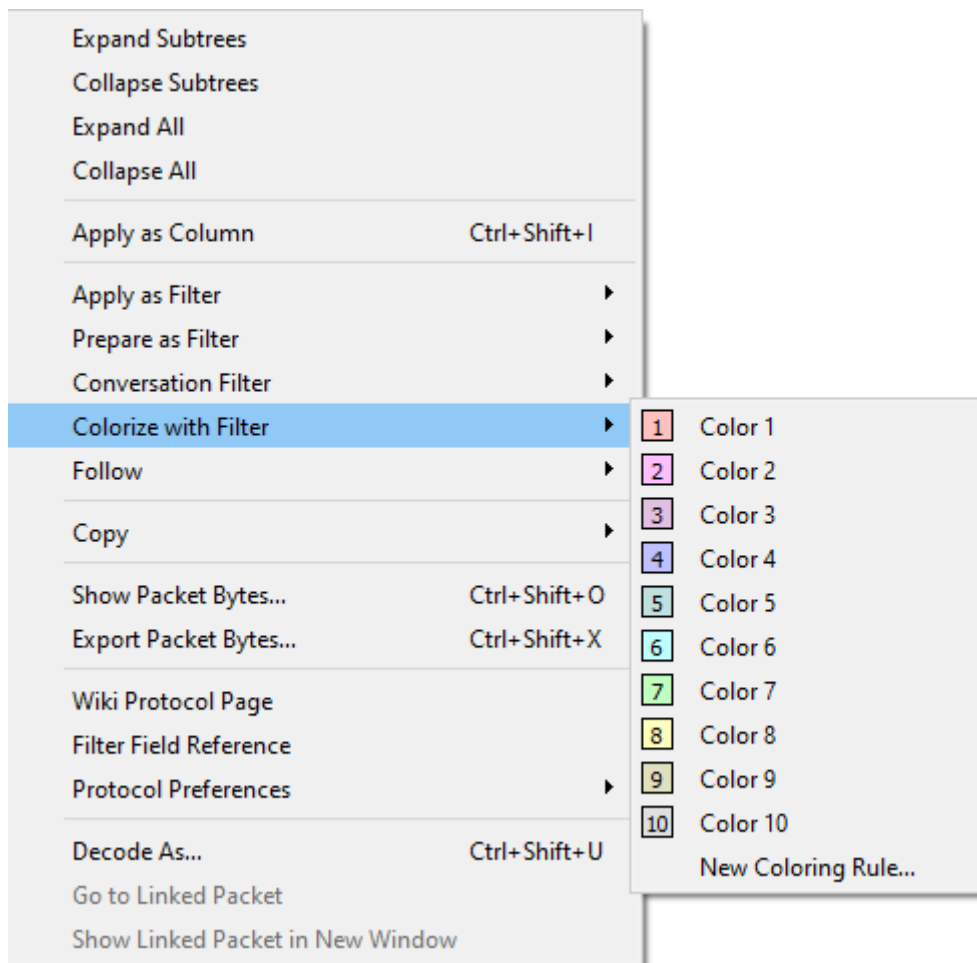 Expand Subtrees
Collapse Subtrees
Expand All
Collapse All
Apply as Column Ctrl+Shift+I
Apply as Filter
Prepare as Filter
Conversation Filter
Colorize with Filter
Follow
Copy
Show Packet Bytes... Ctrl+Shift+O
Export Packet Bytes... Ctrl+Shift+X
Wiki Protocol Page
Filter Field Reference
Protocol Preferences
Decode As... Ctrl+Shift+U
Go to Linked Packet
Show Linked Packet in New Window
1 Color 1
2 Color 2
3 Color 3
4 Color 4
5 Color 5
6 Color 6
7 Color 7
8 Color 8
9 Color 9
10 Color 10
New Coloring Rule...